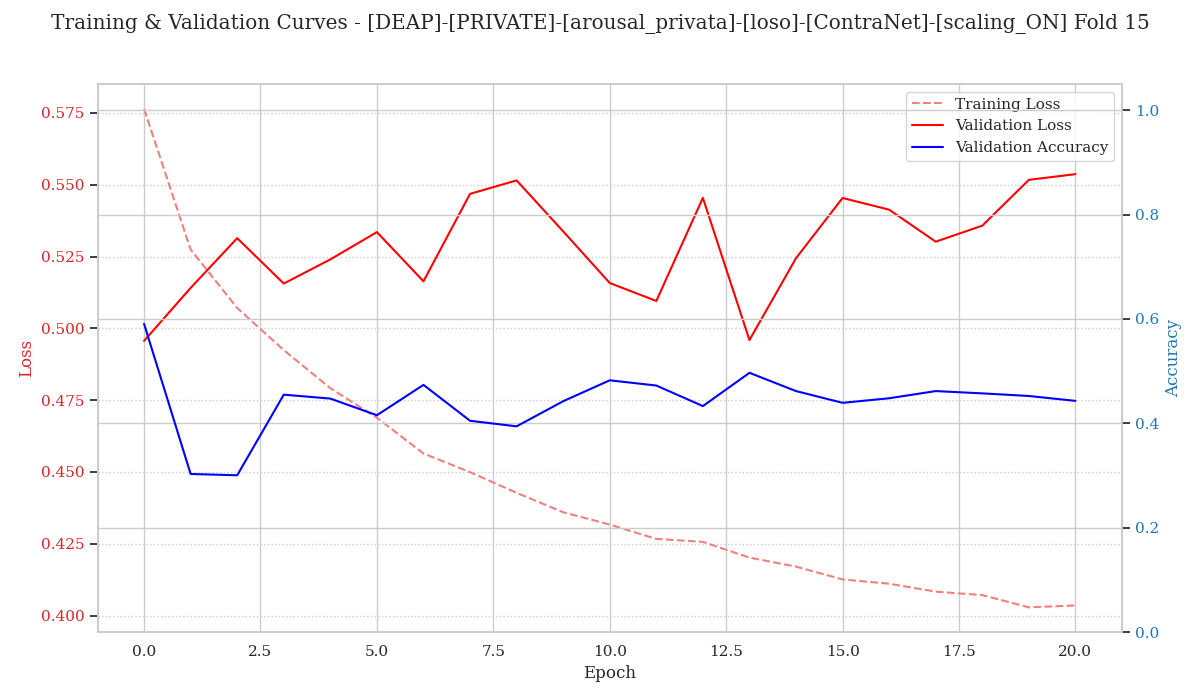 Training & Validation Curves - [DEAP]-[PRIVATE]-[arousal_privata]-[loso]-[ContraNet]-[scaling_ON] Fold 15
Training Loss
Validation Loss
Validation Accuracy
0.575
0.550
0.525
0.500
0.475
0.450
0.425
0.400
Loss
1.0
0.8
0.6
0.4
0.2
0.0
Accuracy
0.0 2.5 5.0 7.5 10.0 12.5 15.0 17.5 20.0
Epoch